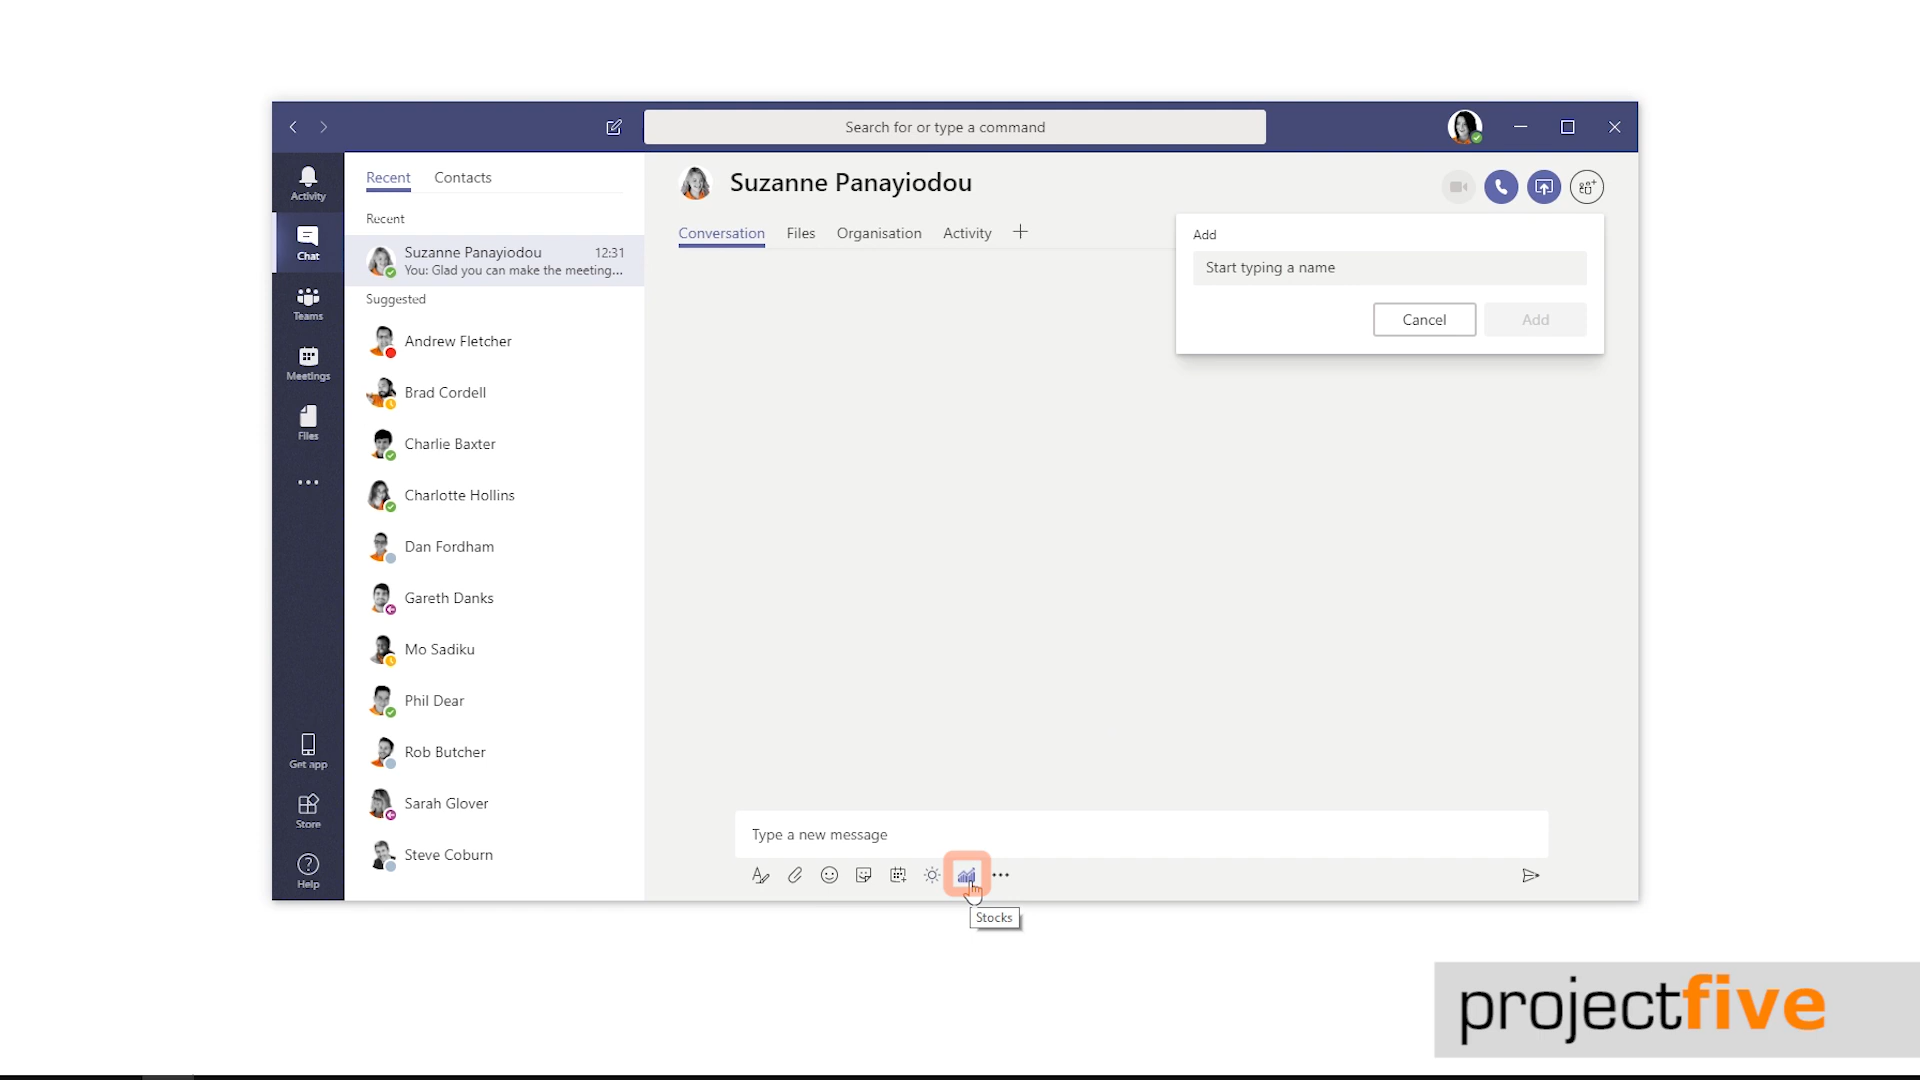 Search for or type a command
Activity
Chat
Teams
Meetings
Files
Get app
Store
Help
Recent Contacts
Recent
Suzanne Panayiodou 12:31
You: Glad you can make the meeting...
Suggested
Andrew Fletcher
Brad Cordell
Charlie Baxter
Charlotte Hollins
Dan Fordham
Gareth Danks
Mo Sadiku
Phil Dear
Rob Butcher
Sarah Glover
Steve Coburn
Suzanne Panayiodou
Conversation Files Organisation Activity
Add
Start typing a name
Cancel Add
Type a new message
Stocks
projectfive